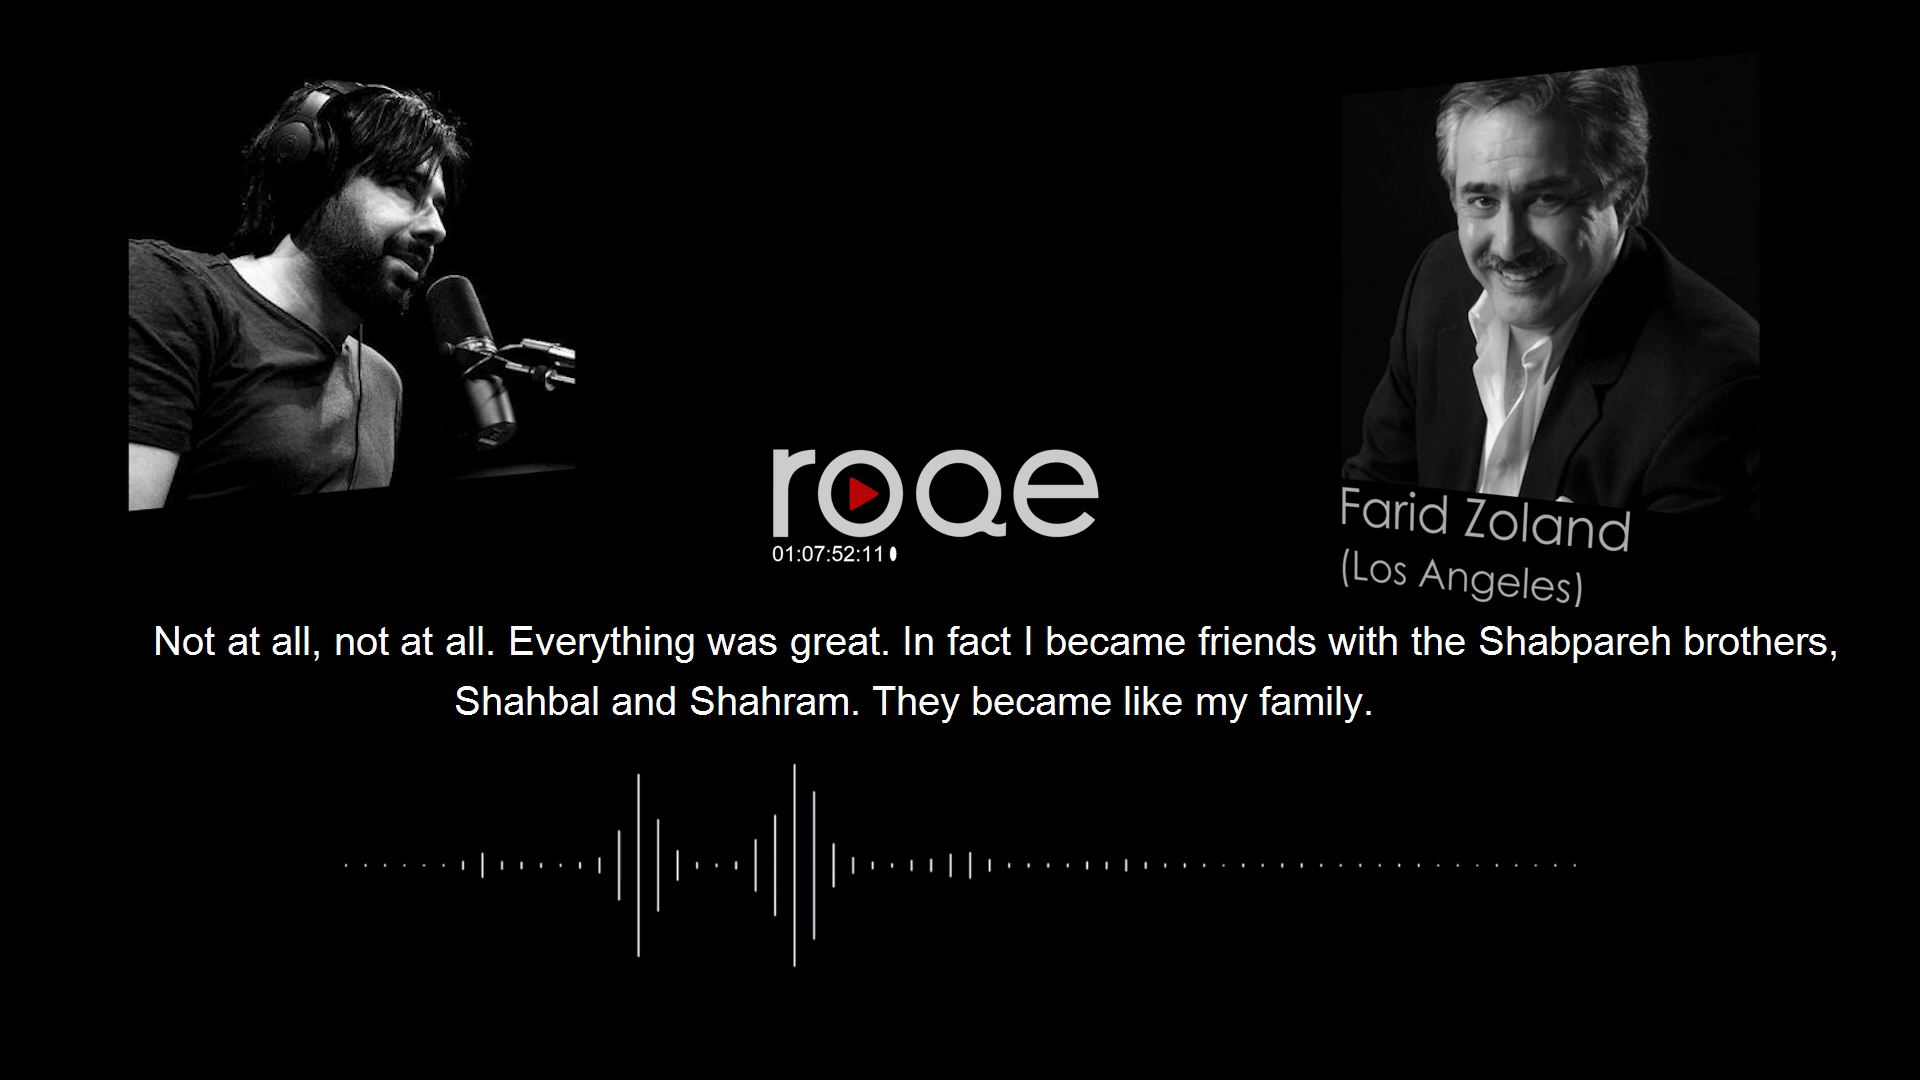 roqe
01:07:52:11
Farid Zoland
(Los Angeles)
Not at all, not at all. Everything was great. In fact I became friends with the Shabpareh brothers,
Shahbal and Shahram. They became like my family.